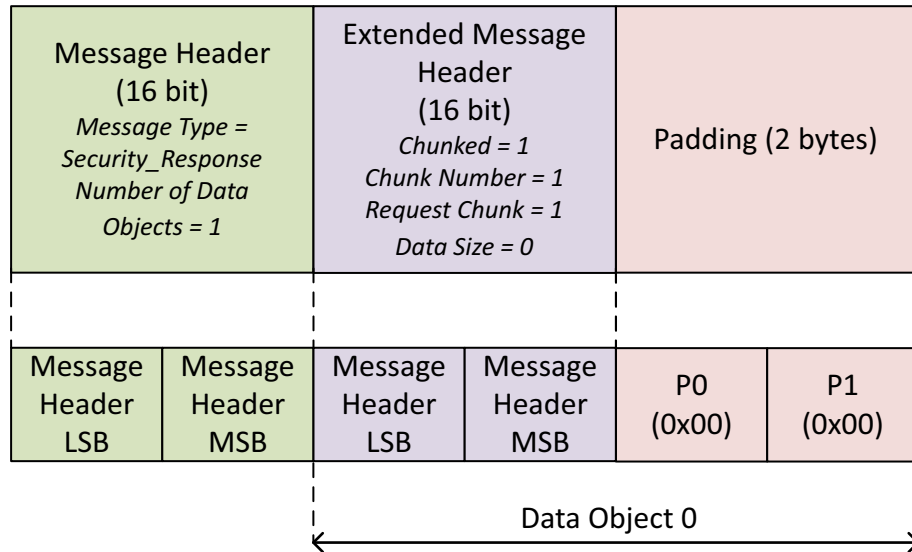 Message Header
(16 bit)
Message Type =
Security_Response
Number of Data
Objects = 1
Extended Message
Header
(16 bit)
Chunked = 1
Chunk Number = 1
Request Chunk = 1
Data Size = 0
Padding (2 bytes)
Message
Header
LSB
Message
Header
MSB
Message
Header
LSB
Message
Header
MSB
P0
(0x00)
P1
(0x00)
Data Object 0